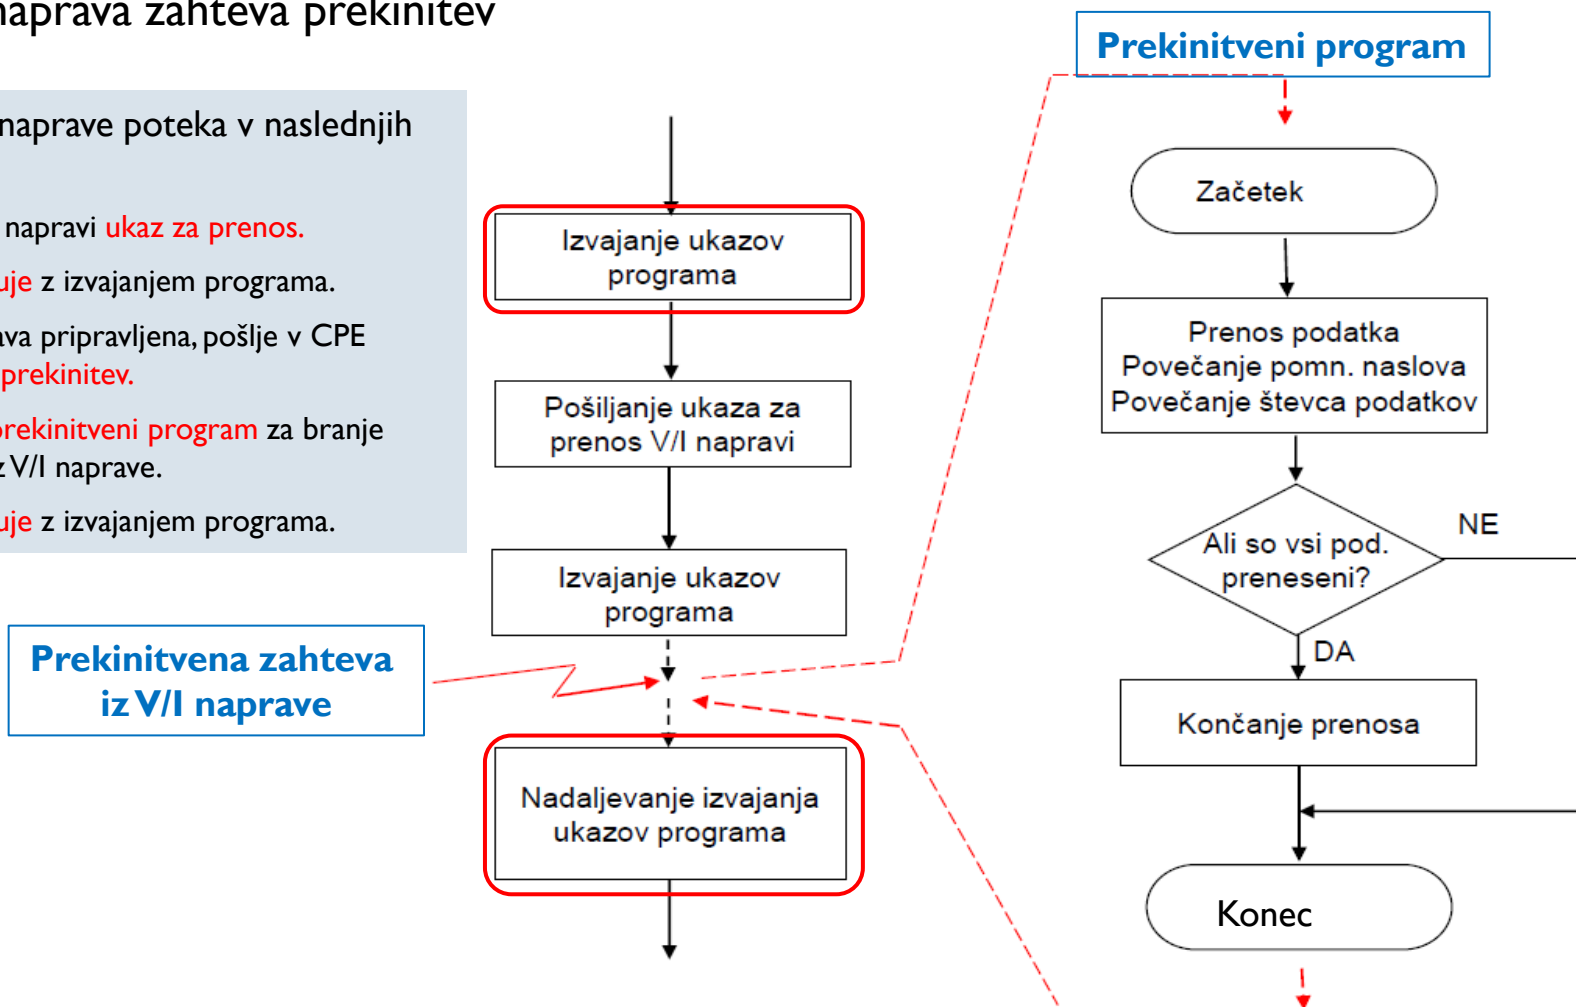 naprava zahteva prekinitev
naprave poteka v naslednjih
napravi ukaz za prenos.
uje z izvajanjem programa.
ava pripravljena, pošlje v CPE
prekinitev.
prekinitveni program za branje
z V/I naprave.
uje z izvajanjem programa.
Prekinitvena zahteva
iz V/I naprave
Izvajanje ukazov
programa
Pošiljanje ukaza za
prenos V/I napravi
Izvajanje ukazov
programa
Nadaljevanje izvajanja
ukazov programa
Prekinitveni program
Začetek
Prenos podatka
Povečanje pomn. naslova
Povečanje števca podatkov
Ali so vsi pod.
preneseni?
NE
DA
Končanje prenosa
Konec